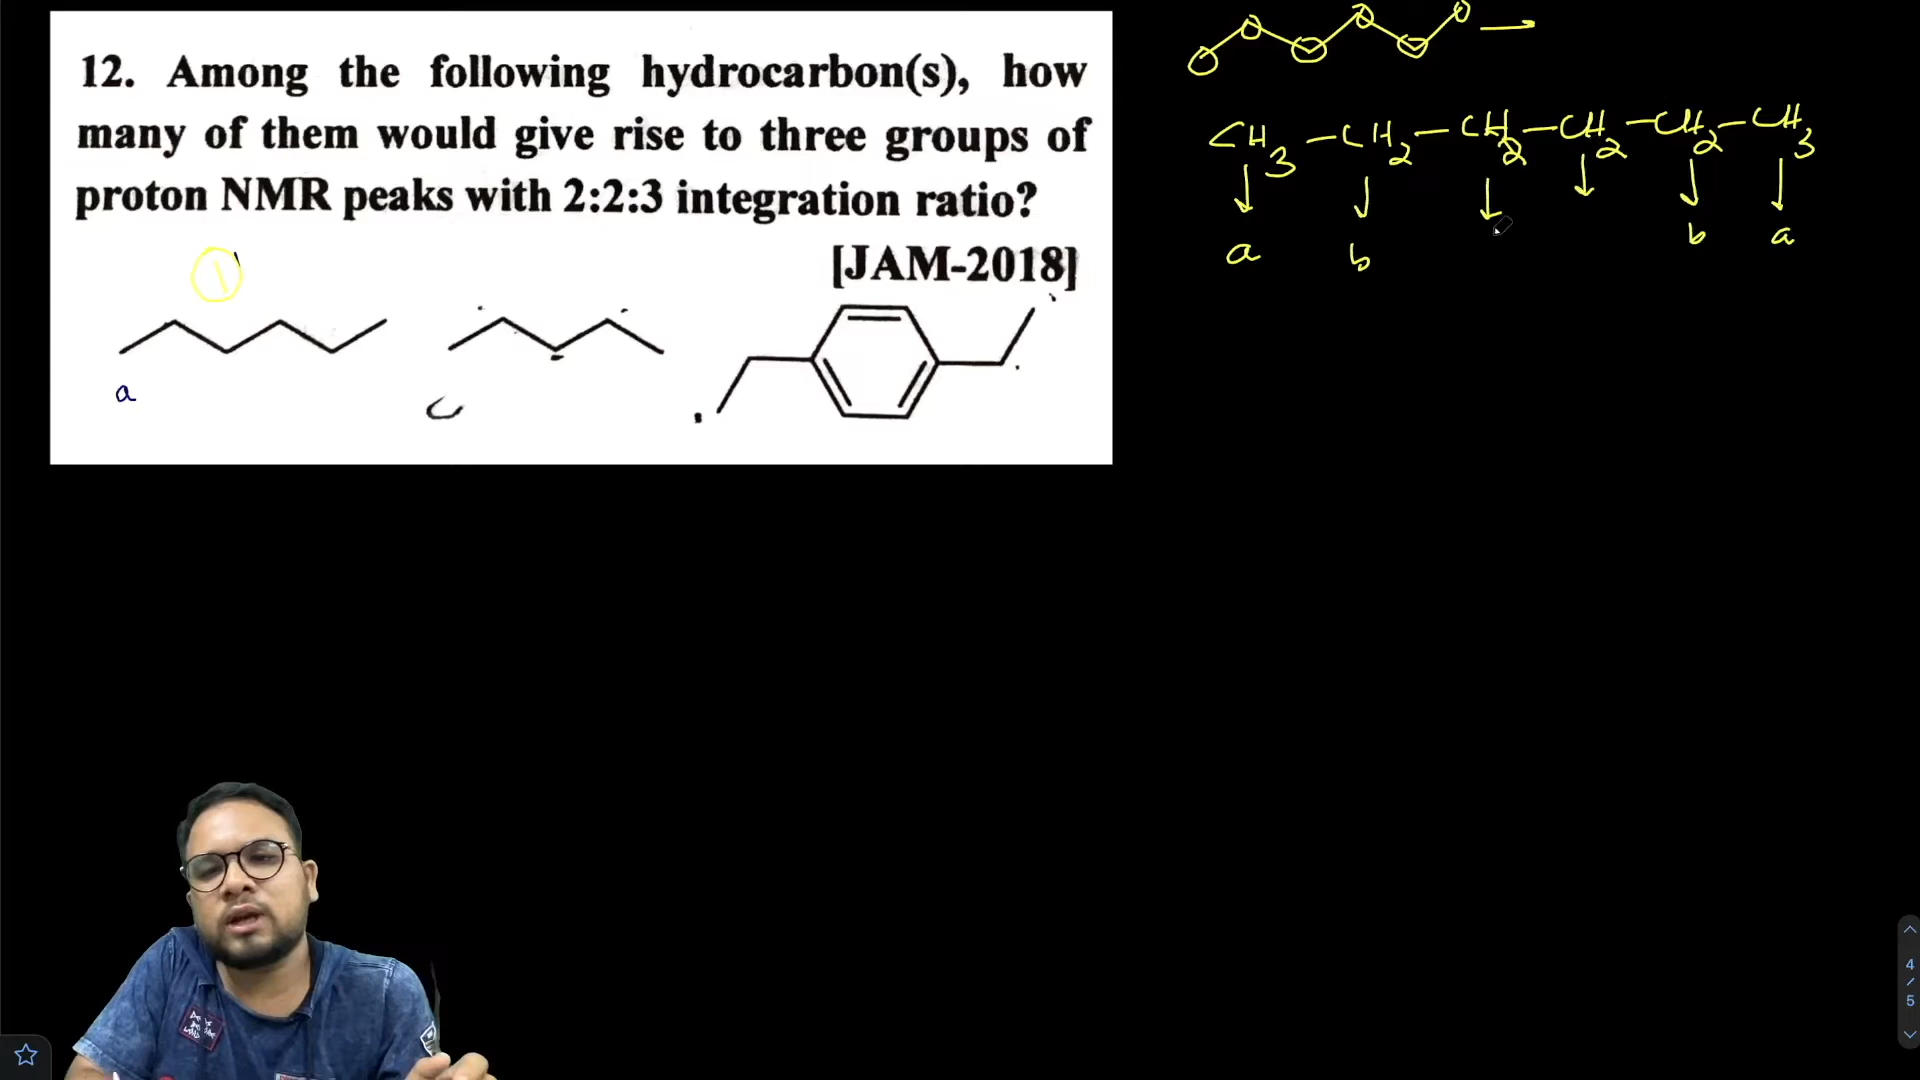 12. Among the following hydrocarbon(s), how
many of them would give rise to three groups of
proton NMR peaks with 2:2:3 integration ratio?
[JAM-2018]
1
a
CH3 - CH2 - CH2 - CH2 - CH2 - CH3
a b b a
4
/
5